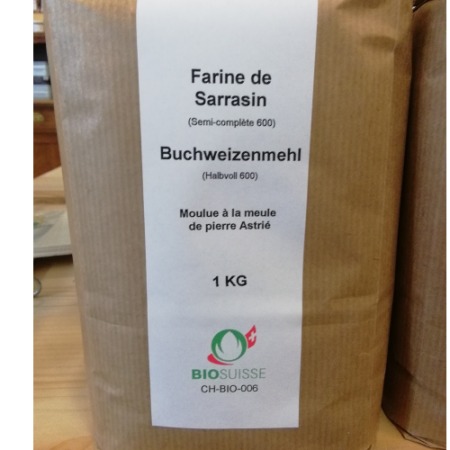 Farine de
Sarrasin
(Semi-complète 600)
Buchweizenmehl
(Halbvoll 600)
Moulue à la meule
de pierre Astrié
1 KG
BIOSUISSE
CH-BIO-006